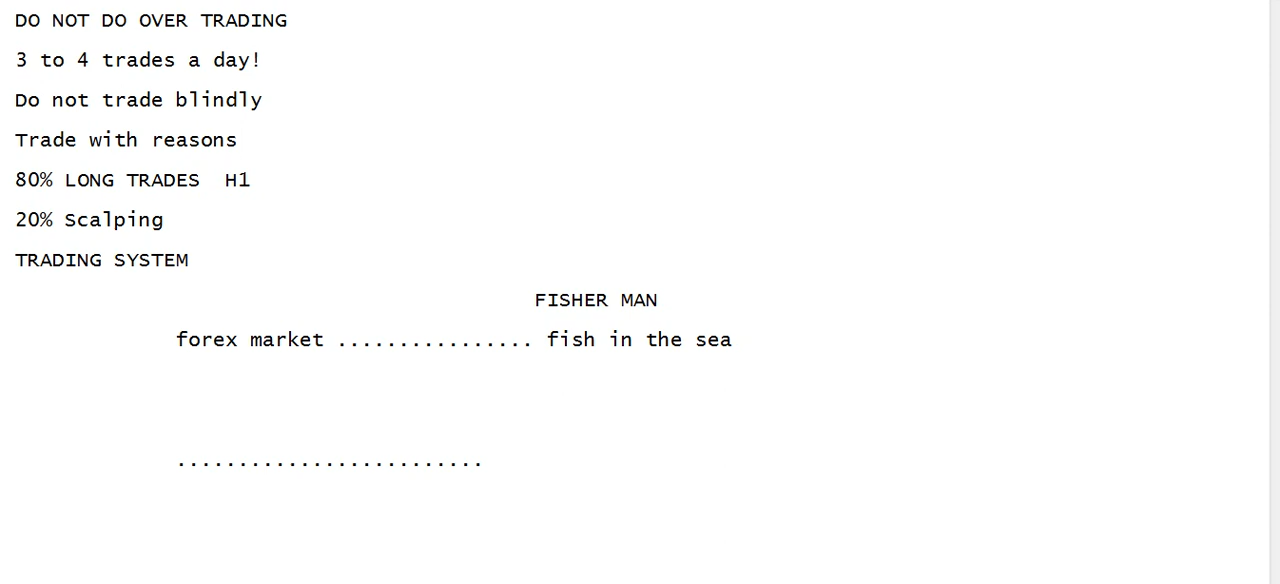 DO NOT DO OVER TRADING
3 to 4 trades a day!
Do not trade blindly
Trade with reasons
80% LONG TRADES  H1
20% Scalping
TRADING SYSTEM
FISHER MAN
forex market ................ fish in the sea
.........................